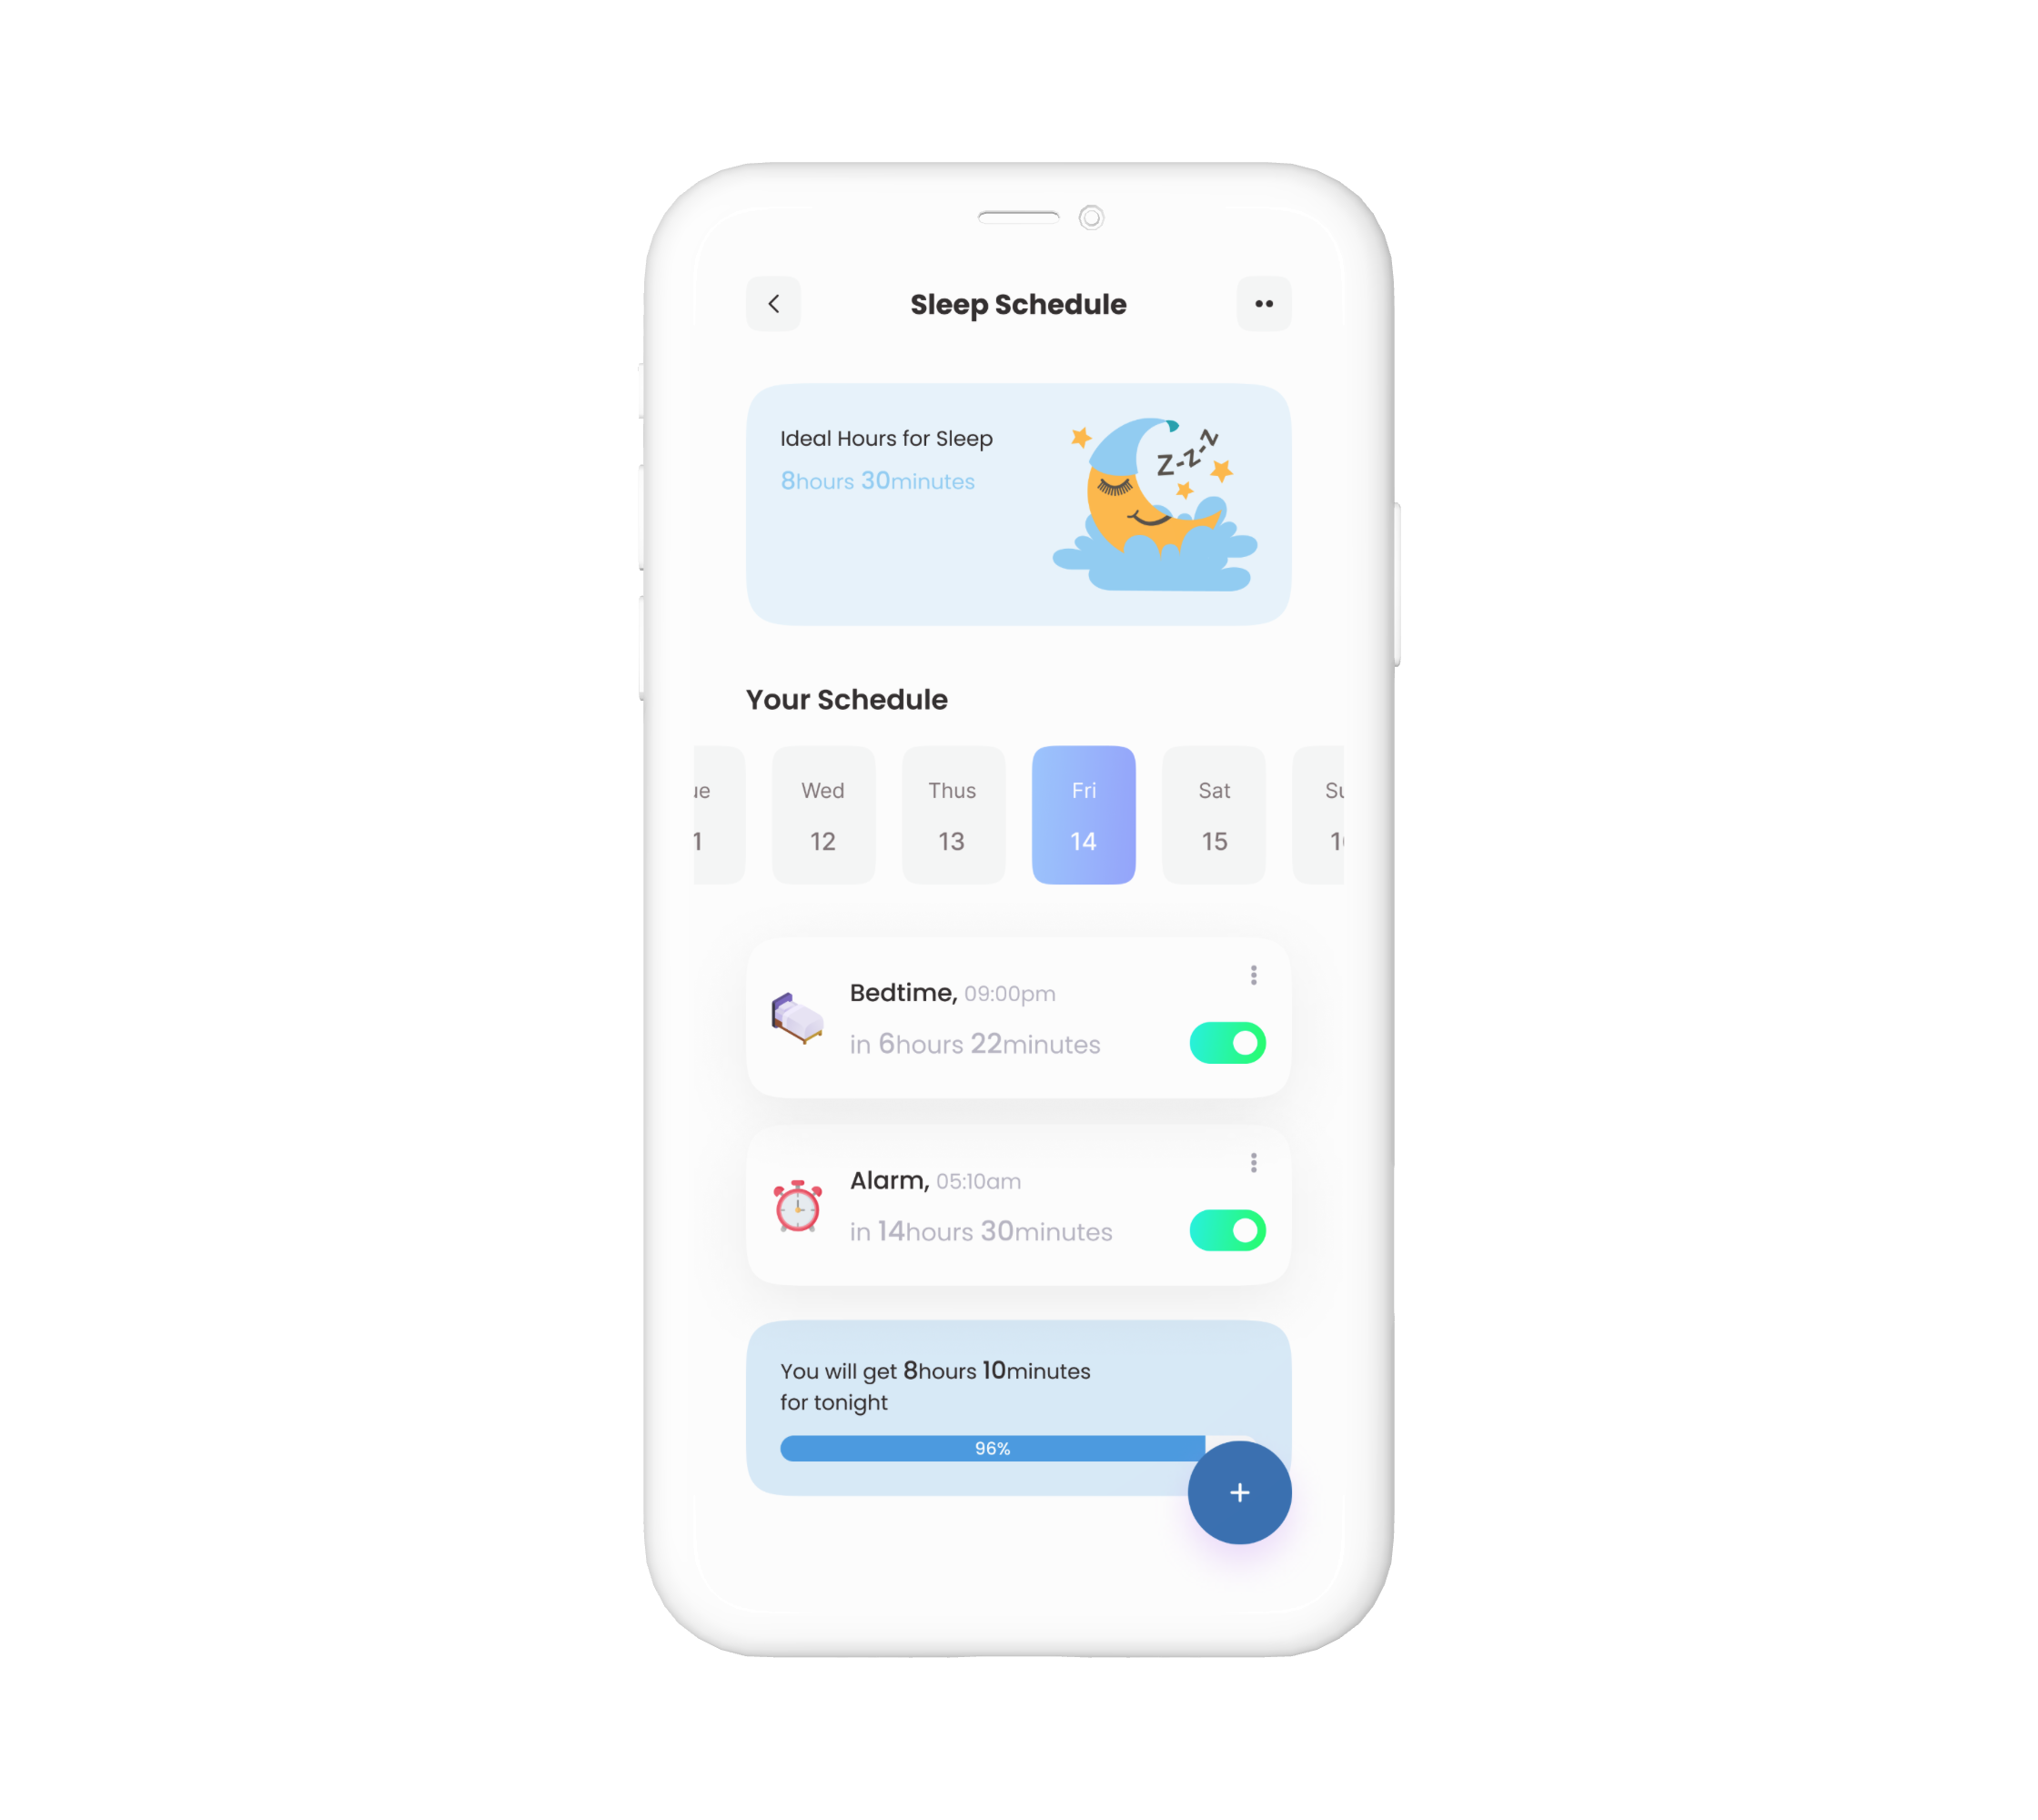 Sleep Schedule
Ideal Hours for Sleep
8hours 30minutes
Z-z-z
Your Schedule
ue Wed Thus Fri Sat Su
1 12 13 14 15 1
Bedtime, 09:00pm
in 6hours 22minutes
Alarm, 05:10am
in 14hours 30minutes
You will get 8hours 10minutes
for tonight
96%
+